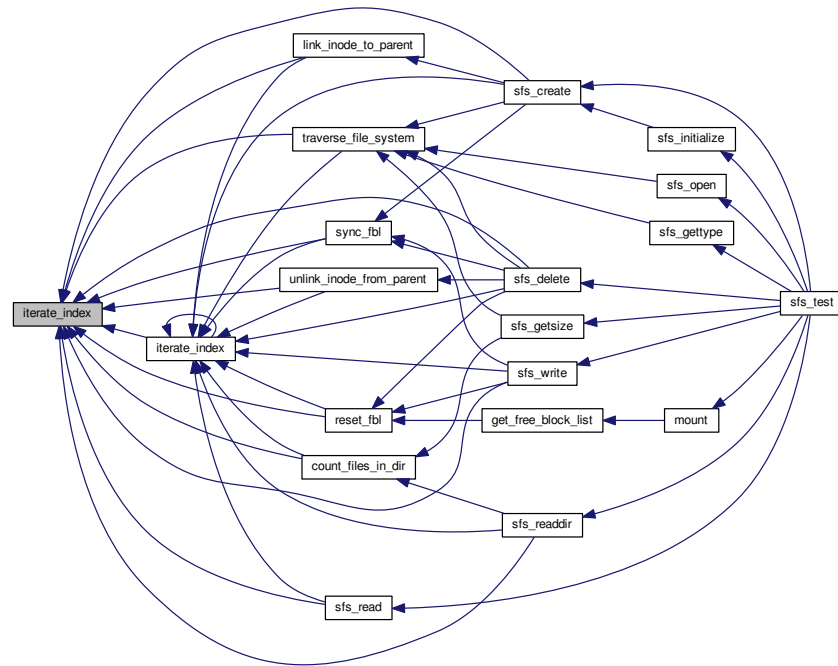 link_inode_to_parent
sfs_create
traverse_file_system
sfs_initialize
sfs_open
sync_fbl
sfs_gettype
unlink_inode_from_parent
sfs_delete
iterate_index
sfs_test
sfs_getsize
iterate_index
sfs_write
reset_fbl
get_free_block_list
mount
count_files_in_dir
sfs_readdir
sfs_read